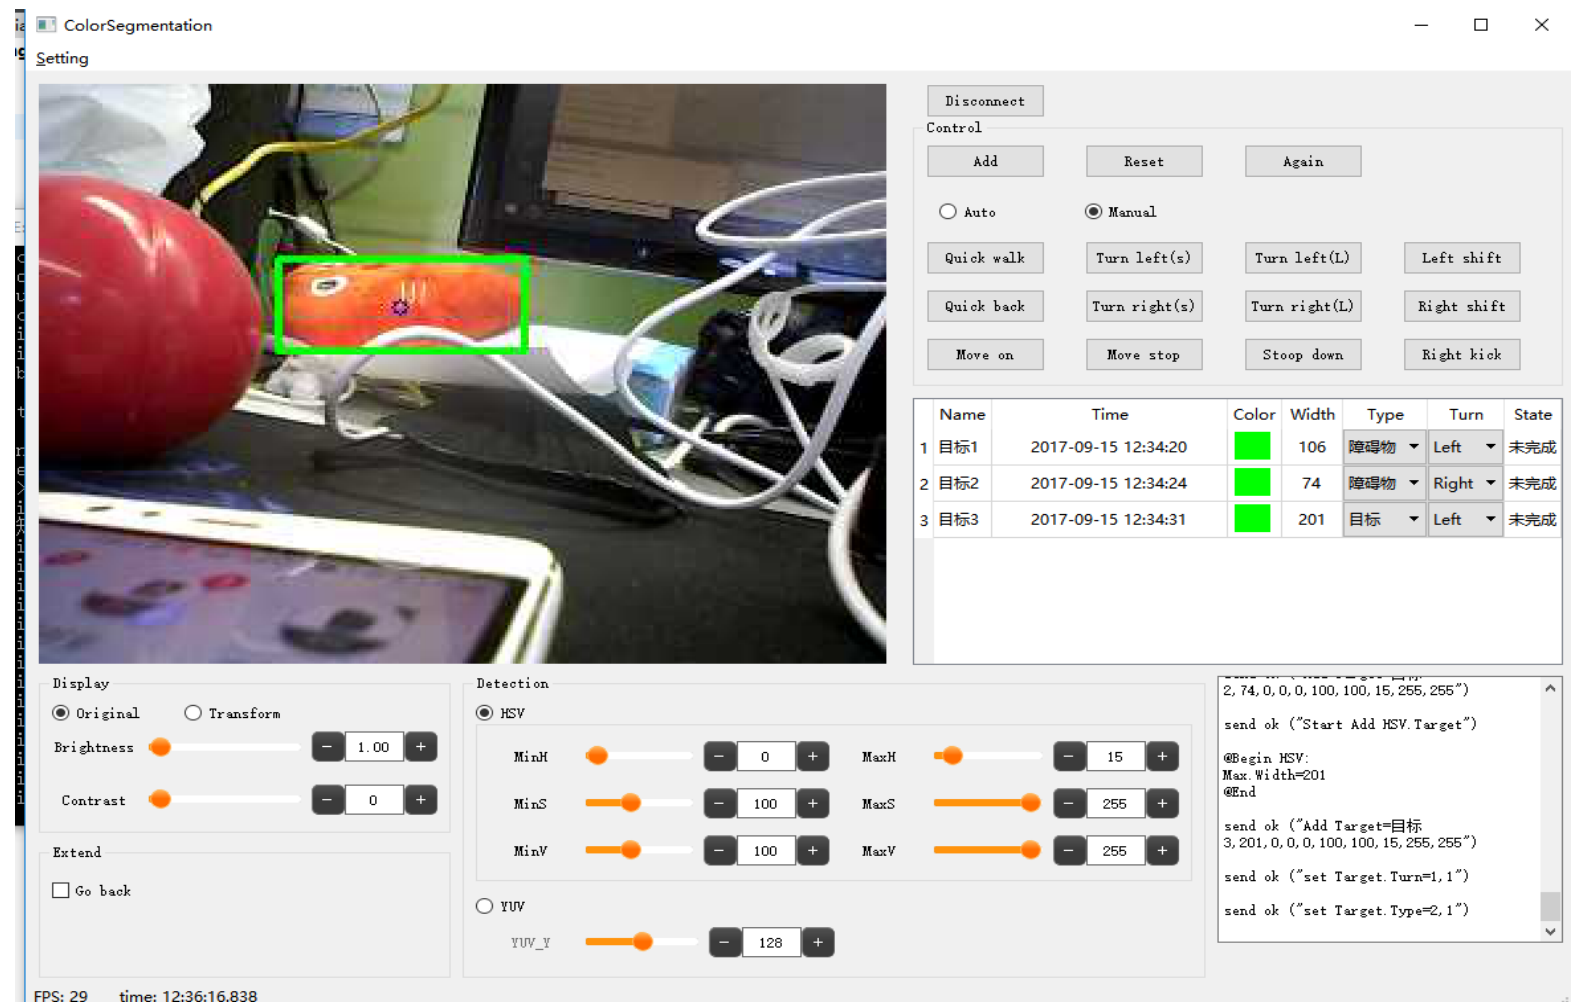 ColorSegmentation
Setting
Disconnect
Control
Add Reset Again
Auto Manual
Quick walk Turn left(s) Turn left(L) Left shift
Quick back Turn right(s) Turn right(L) Right shift
Move on Move stop Stoop down Right kick
Name Time Color Width Type Turn State
1 目标1 2017-09-15 12:34:20 106 障碍物 Left 未完成
2 目标2 2017-09-15 12:34:24 74 障碍物 Right 未完成
3 目标3 2017-09-15 12:34:31 201 目标 Left 未完成
Display
Original Transform
Brightness - 1.00 +
Contrast - 0 +
Extend
Go back
Detection
HSV
MinH - 0 + MaxH - 15 +
MinS - 100 + MaxS - 255 +
MinV - 100 + MaxV - 255 +
YUV
YUV_Y - 128 +
2,74,0,0,0,100,100,15,255,255")
send ok ("Start Add HSV.Target")
@Begin HSV:
Max.Width=201
@End
send ok ("Add Target=目标
3,201,0,0,0,100,100,15,255,255")
send ok ("set Target.Turn=1,1")
send ok ("set Target.Type=2,1")
FPS: 29 time: 12:36:16.838